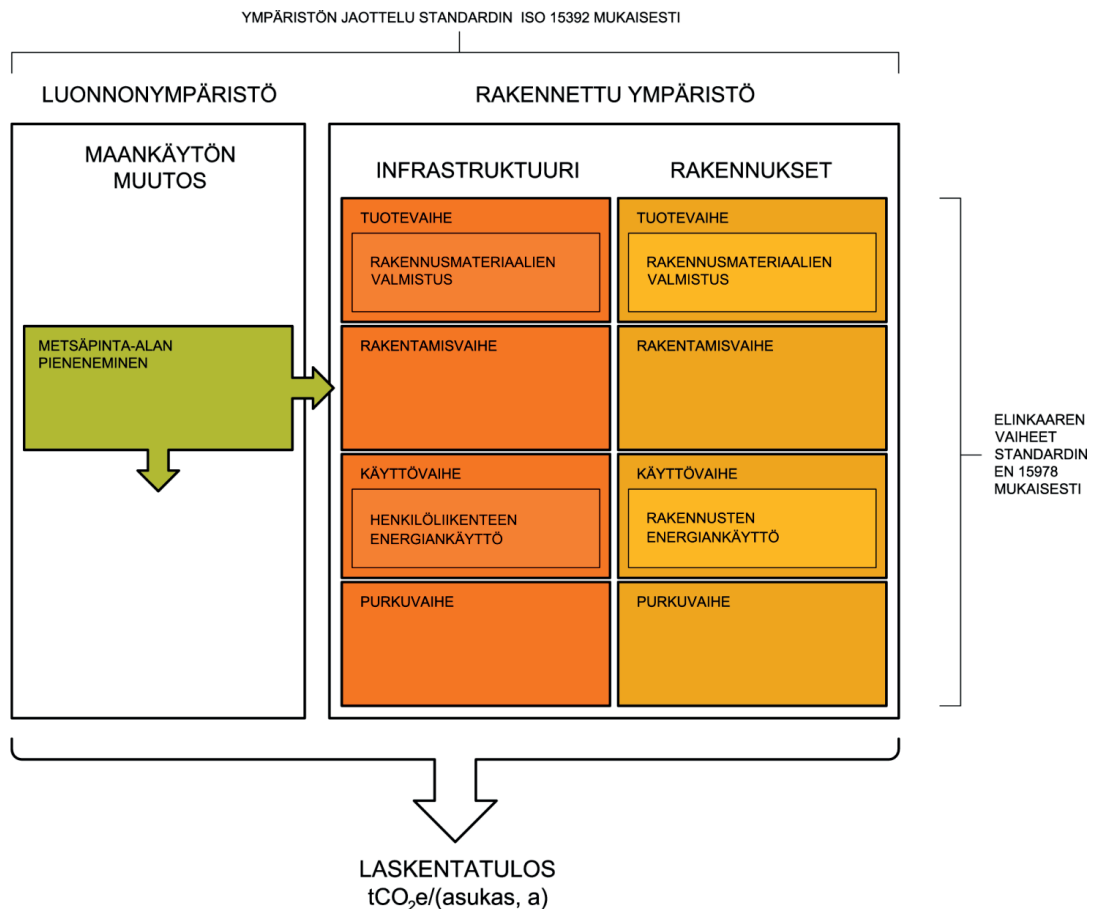 YMPÄRISTÖN JAOTTELU STANDARDIN ISO 15392 MUKAISESTI
LUONNONYMPÄRISTÖ
RAKENNETTU YMPÄRISTÖ
MAANKÄYTÖN
MUUTOS
INFRASTRUKTUURI
RAKENNUKSET
TUOTEVAIHE
RAKENNUSMATERIAALIEN
VALMISTUS
TUOTEVAIHE
RAKENNUSMATERIAALIEN
VALMISTUS
METSÄPINTA-ALAN
PIENENEMINEN
RAKENTAMISVAIHE
RAKENTAMISVAIHE
KÄYTTÖVAIHE
HENKILÖLIIKENTEEN
ENERGIANKÄYTTÖ
KÄYTTÖVAIHE
RAKENNUSTEN
ENERGIANKÄYTTÖ
PURKUVAIHE
PURKUVAIHE
ELINKAAREN
VAIHEET
STANDARDIN
EN 15978
MUKAISESTI
LASKENTATULOS
tCO₂e/(asukas, a)